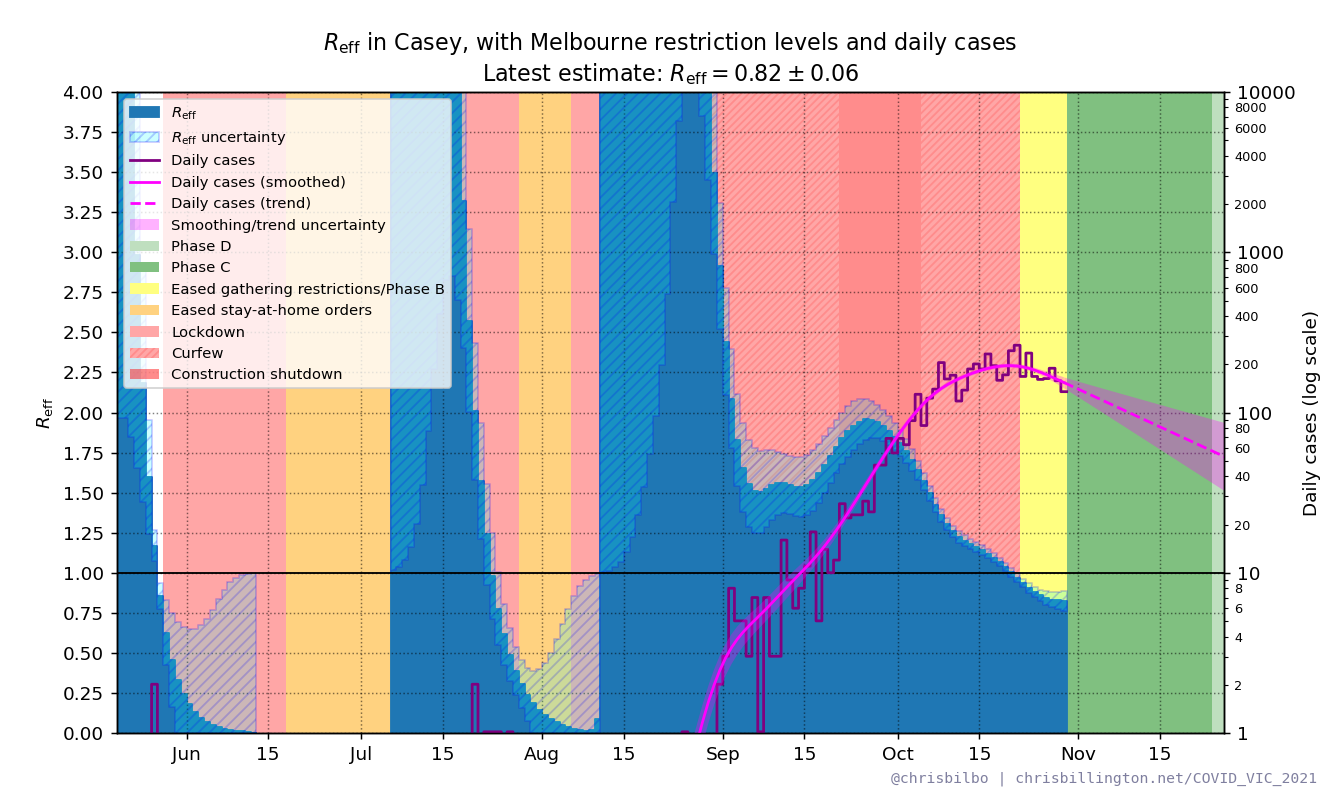 R_eff in Casey, with Melbourne restriction levels and daily cases
Latest estimate: R_eff = 0.82 ± 0.06
R_eff
R_eff uncertainty
Daily cases
Daily cases (smoothed)
Daily cases (trend)
Smoothing/trend uncertainty
Phase D
Phase C
Eased gathering restrictions/Phase B
Eased stay-at-home orders
Lockdown
Curfew
Construction shutdown
R_eff
4.00
3.75
3.50
3.25
3.00
2.75
2.50
2.25
2.00
1.75
1.50
1.25
1.00
0.75
0.50
0.25
0.00
Jun 15 Jul 15 Aug 15 Sep 15 Oct 15 Nov 15
10000
8000
6000
4000
2000
1000
800
600
400
200
100
80
60
40
20
10
8
6
4
2
1
Daily cases (log scale)
@chrisbilbo | chrisbillington.net/COVID_VIC_2021